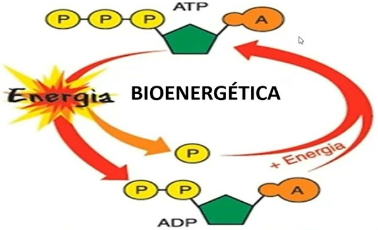 ATP
P P P A
Energia
BIOENERGÉTICA
P
+ Energia
P P A
ADP